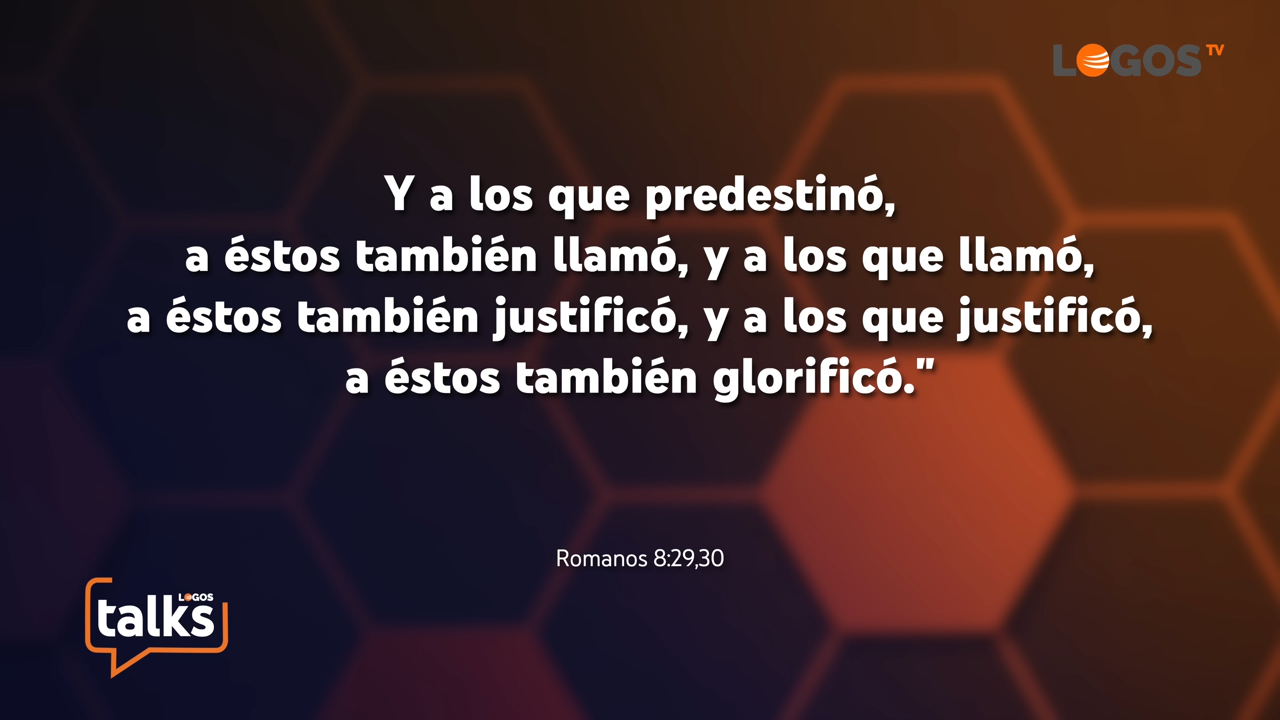 LOGOS TV
Y a los que predestinó,
a éstos también llamó, y a los que llamó,
a éstos también justificó, y a los que justificó,
a éstos también glorificó."
Romanos 8:29,30
LOGOS
talks